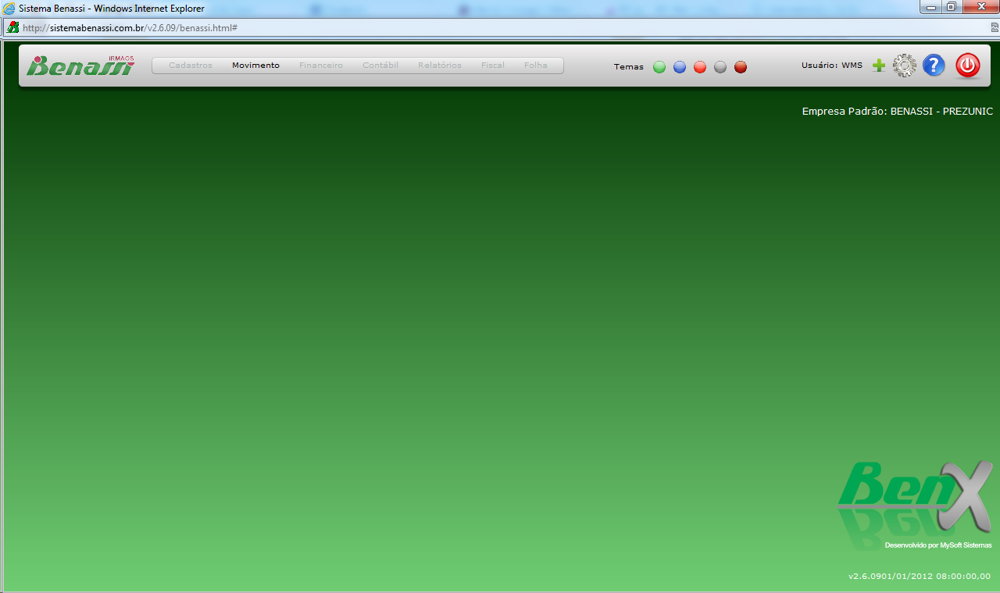 Sistema Benassi - Windows Internet Explorer
http://sistemabenassi.com.br/v2.6.09/benassi.html#
IRMÃOS
Benassi
Cadastros Movimento Financeiro Contábil Relatórios Fiscal Folha
Temas
Usuário: WMS
Empresa Padrão: BENASSI - PREZUNIC
BenX
Desenvolvido por MySoft Sistemas
v2.6.0901/01/2012 08:00:00,00